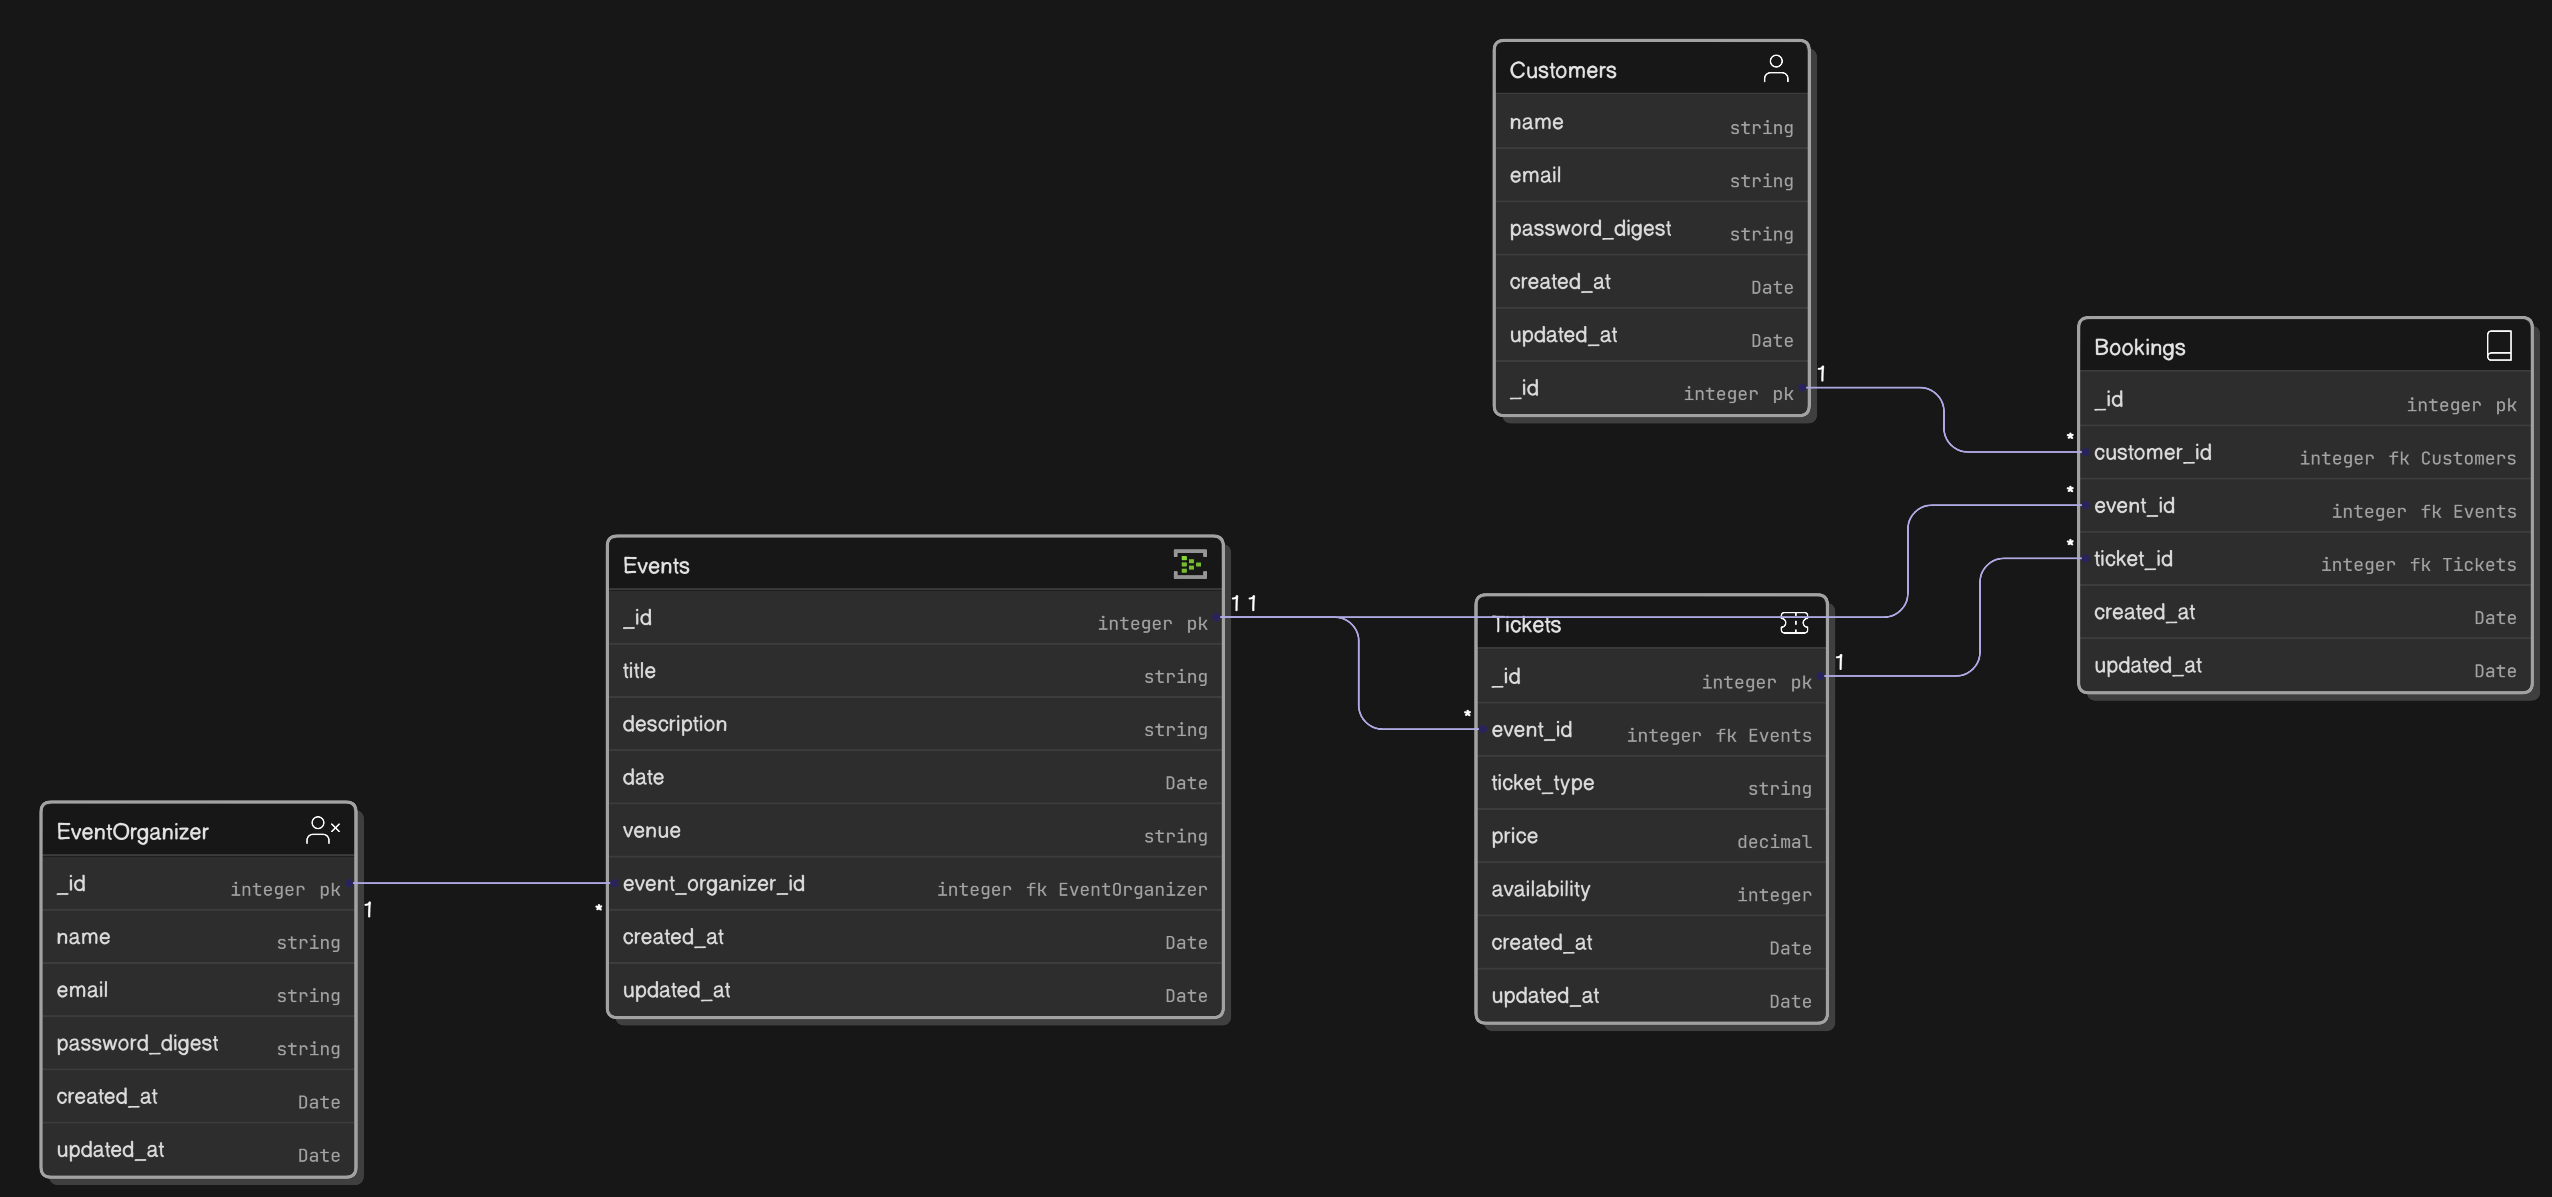 Customers
name string
email string
password_digest string
created_at Date
updated_at Date
_id integer pk
1
Bookings
_id integer pk
*
customer_id integer fk Customers
*
event_id integer fk Events
*
ticket_id integer fk Tickets
created_at Date
updated_at Date
Events
_id integer pk
1 1
title string
description string
date Date
venue string
event_organizer_id integer fk EventOrganizer
created_at Date
updated_at Date
Tickets
_id integer pk
1
*
event_id integer fk Events
ticket_type string
price decimal
availability integer
created_at Date
updated_at Date
EventOrganizer
_id integer pk
1
*
name string
email string
password_digest string
created_at Date
updated_at Date